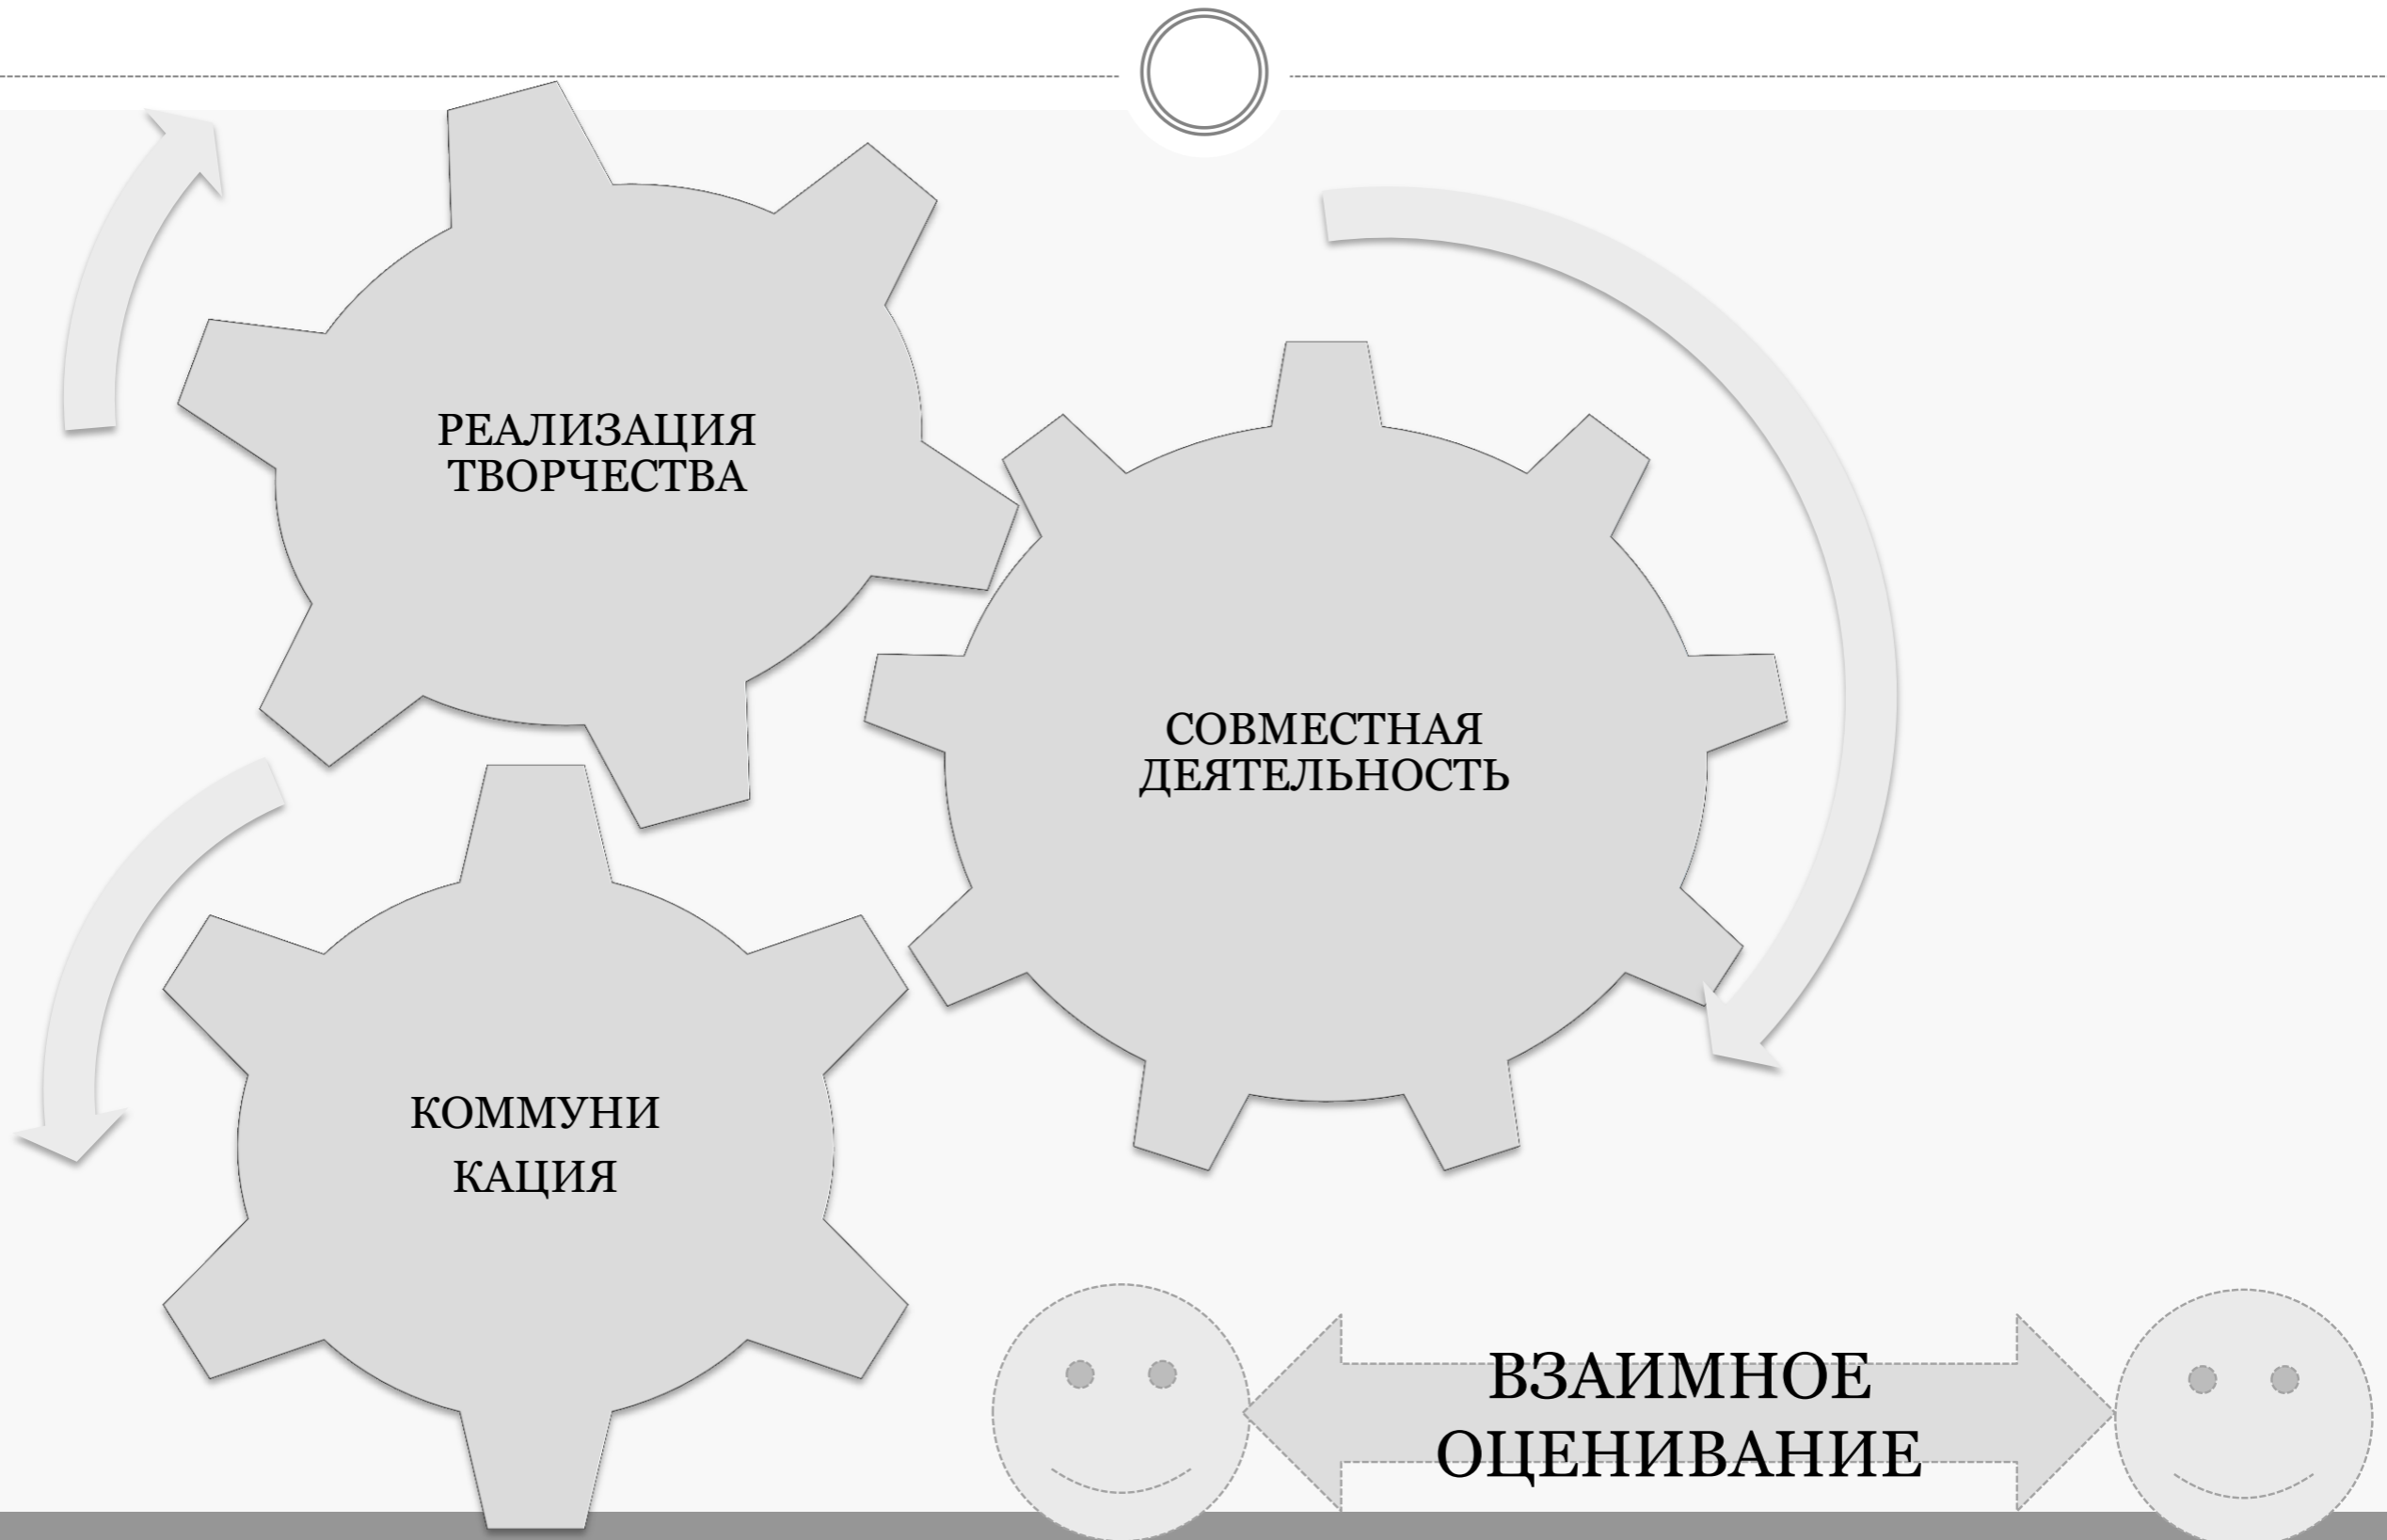 РЕАЛИЗАЦИЯ
ТВОРЧЕСТВА
СОВМЕСТНАЯ
ДЕЯТЕЛЬНОСТЬ
КОММУНИ
КАЦИЯ
ВЗАИМНОЕ
ОЦЕНИВАНИЕ